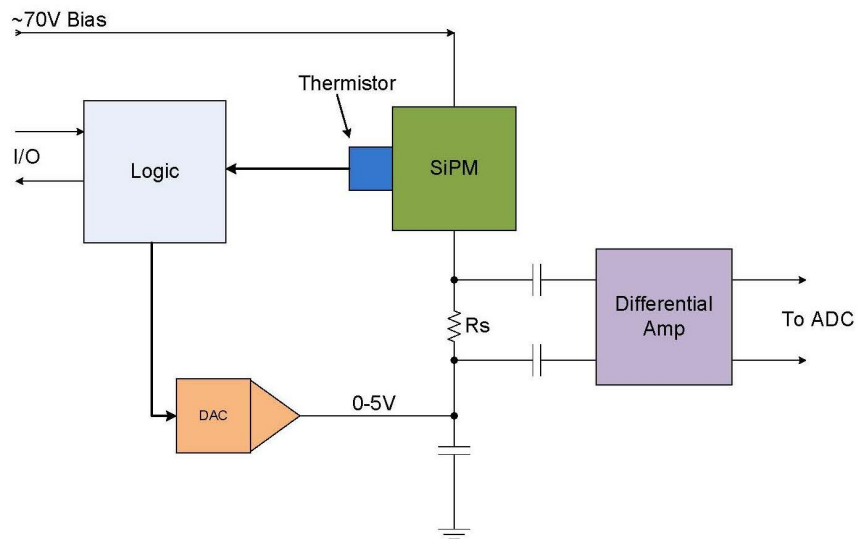 ~70V Bias
Thermistor
I/O
Logic
SiPM
Rs
Differential
Amp
To ADC
DAC
0-5V